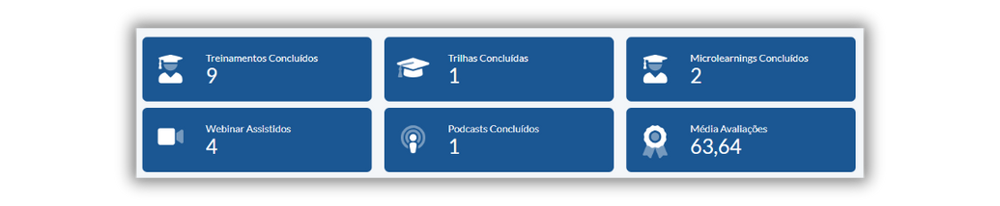 Treinamentos Concluídos
9
Trilhas Concluídas
1
Microlearnings Concluídos
2
Webinar Assistidos
4
Podcasts Concluídos
1
Média Avaliações
63,64